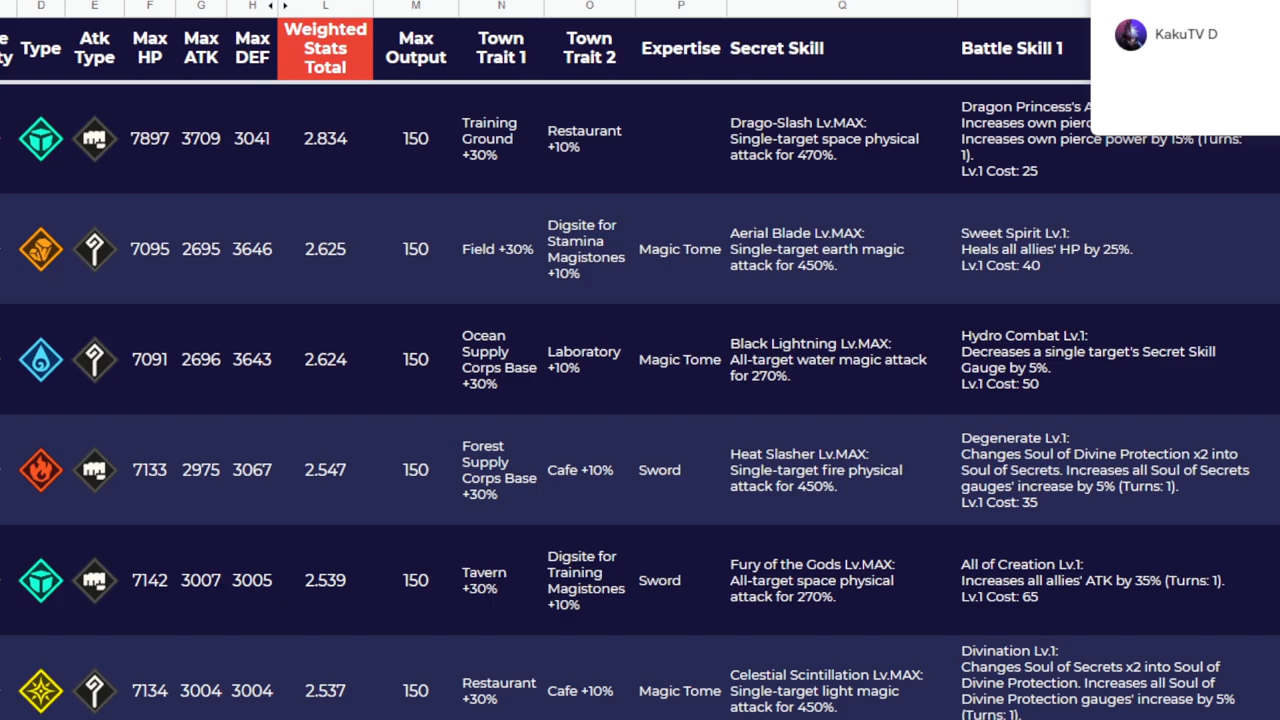 D E F G H L M N O P Q
KakuTV D
Type
Atk
Type
Max
HP
Max
ATK
Max
DEF
Weighted
Stats
Total
Max
Output
Town
Trait 1
Town
Trait 2
Expertise
Secret Skill
Battle Skill 1
7897 3709 3041 2.834 150
Training
Ground
+30%
Restaurant
+10%
Drago-Slash Lv.MAX:
Single-target space physical
attack for 470%.
Dragon Princess's
Increases own
Increases own pierce power by 15% (Turns:
1).
Lv.1 Cost: 25
7095 2695 3646 2.625 150
Field +30%
Digsite for
Stamina
Magistones
+10%
Magic Tome
Aerial Blade Lv.MAX:
Single-target earth magic
attack for 450%.
Sweet Spirit Lv.1:
Heals all allies' HP by 25%.
Lv.1 Cost: 40
7091 2696 3643 2.624 150
Ocean
Supply
Corps Base
+30%
Laboratory
+10%
Magic Tome
Black Lightning Lv.MAX:
All-target water magic attack
for 270%.
Hydro Combat Lv.1:
Decreases a single target's Secret Skill
Gauge by 5%.
Lv.1 Cost: 50
7133 2975 3067 2.547 150
Forest
Supply
Corps Base
+30%
Cafe +10%
Sword
Heat Slasher Lv.MAX:
Single-target fire physical
attack for 450%.
Degenerate Lv.1:
Changes Soul of Divine Protection x2 into
Soul of Secrets. Increases all Soul of Secrets
gauges' increase by 5% (Turns: 1).
Lv.1 Cost: 35
7142 3007 3005 2.539 150
Tavern
+30%
Digsite for
Training
Magistones
+10%
Sword
Fury of the Gods Lv.MAX:
All-target space physical
attack for 270%.
All of Creation Lv.1:
Increases all allies' ATK by 35% (Turns: 1).
Lv.1 Cost: 65
7134 3004 3004 2.537 150
Restaurant
+30%
Cafe +10%
Magic Tome
Celestial Scintillation Lv.MAX:
Single-target light magic
attack for 450%.
Divination Lv.1:
Changes Soul of Secrets x2 into Soul of
Divine Protection. Increases all Soul of
Divine Protection gauges' increase by 5%
(Turns: 1).